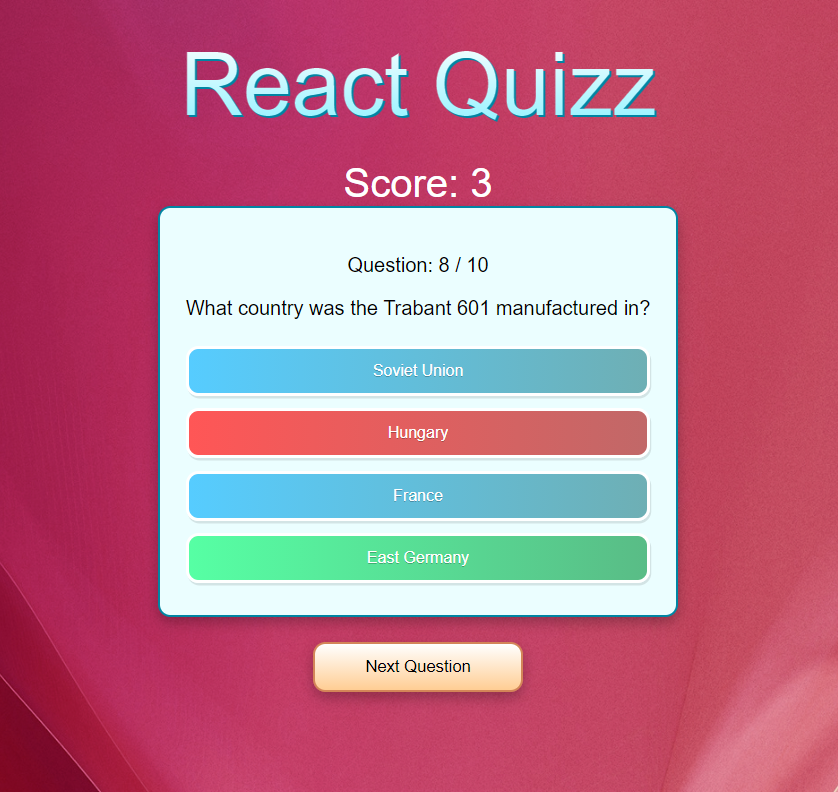 React Quizz
Score: 3
Question: 8 / 10
What country was the Trabant 601 manufactured in?
Soviet Union
Hungary
France
East Germany
Next Question